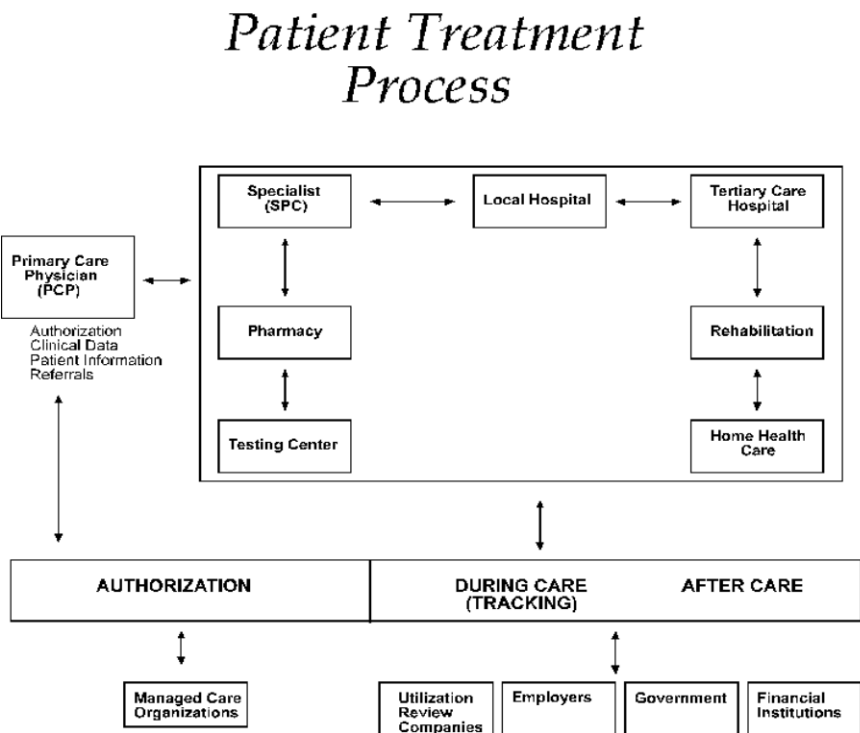 Patient Treatment
Process
Specialist
(SPC)
Local Hospital
Tertiary Care
Hospital
Primary Care
Physician
(PCP)
Authorization
Clinical Data
Patient Information
Referrals
Pharmacy
Rehabilitation
Testing Center
Home Health
Care
AUTHORIZATION
DURING CARE
(TRACKING)
AFTER CARE
Managed Care
Organizations
Utilization
Review
Companies
Employers
Government
Financial
Institutions